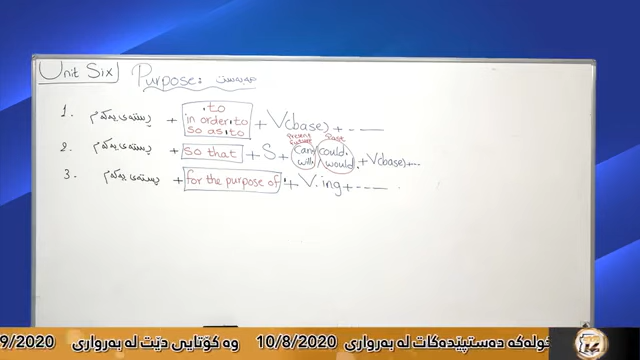 Unit Six Purpose: مەبەست
1. ڕستەی یەکەم + to
in order to
so as to + V(base) + - —
Present
future Past
2. ڕستەی یەکەم + so that + S + can
will / could
would + V(base) + --
3. ڕستەی یەکەم + for the purpose of + V. ing + ----
9/2020 وە کۆتایی دێت لە بەرواری 10/8/2020 خولەکە دەستپێدەکات لە بەرواری